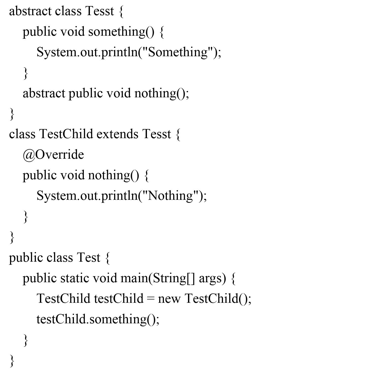 abstract class Tesst {
public void something() {
System.out.println("Something");
}
abstract public void nothing();
}
class TestChild extends Tesst {
@Override
public void nothing() {
System.out.println("Nothing");
}
}
public class Test {
public static void main(String[] args) {
TestChild testChild = new TestChild();
testChild.something();
}
}